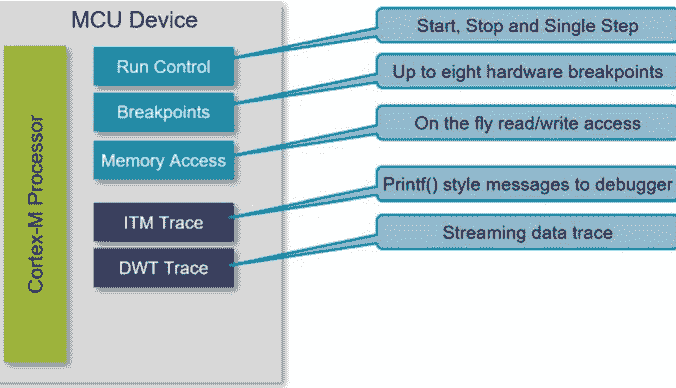 MCU Device
Cortex-M Processor
Run Control
Start, Stop and Single Step
Breakpoints
Up to eight hardware breakpoints
Memory Access
On the fly read/write access
ITM Trace
Printf() style messages to debugger
DWT Trace
Streaming data trace